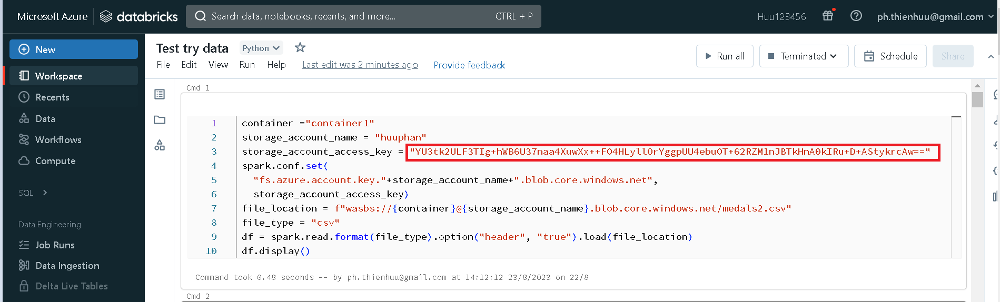 Microsoft Azure databricks Search data, notebooks, recents, and more... CTRL + P Huu123456 ph.thienhuu@gmail.com
New
Workspace
Recents
Data
Workflows
Compute
SQL
Data Engineering
Job Runs
Data Ingestion
Delta Live Tables
Test try data Python
Run all Terminated Schedule Share
File Edit View Run Help Last edit was 2 minutes ago Provide feedback
Cmd 1
1 container ="container1"
2 storage_account_name = "huuphan"
3 storage_account_access_key = "YU3tk2ULF3TIg+hWB6U37naa4XuwXx++FO4HLyllOrYggpUU4ebuOT+62RZM1nJBTkHnA0kIRu+D+AStykrcAw=="
4 spark.conf.set(
5 "fs.azure.account.key."+storage_account_name+".blob.core.windows.net",
6 storage_account_access_key)
7 file_location = f"wasbs://{container}@{storage_account_name}.blob.core.windows.net/medals2.csv"
8 file_type = "csv"
9 df = spark.read.format(file_type).option("header", "true").load(file_location)
10 df.display()
Command took 0.48 seconds -- by ph.thienhuu@gmail.com at 14:12:12 23/8/2023 on 22/8
Cmd 2